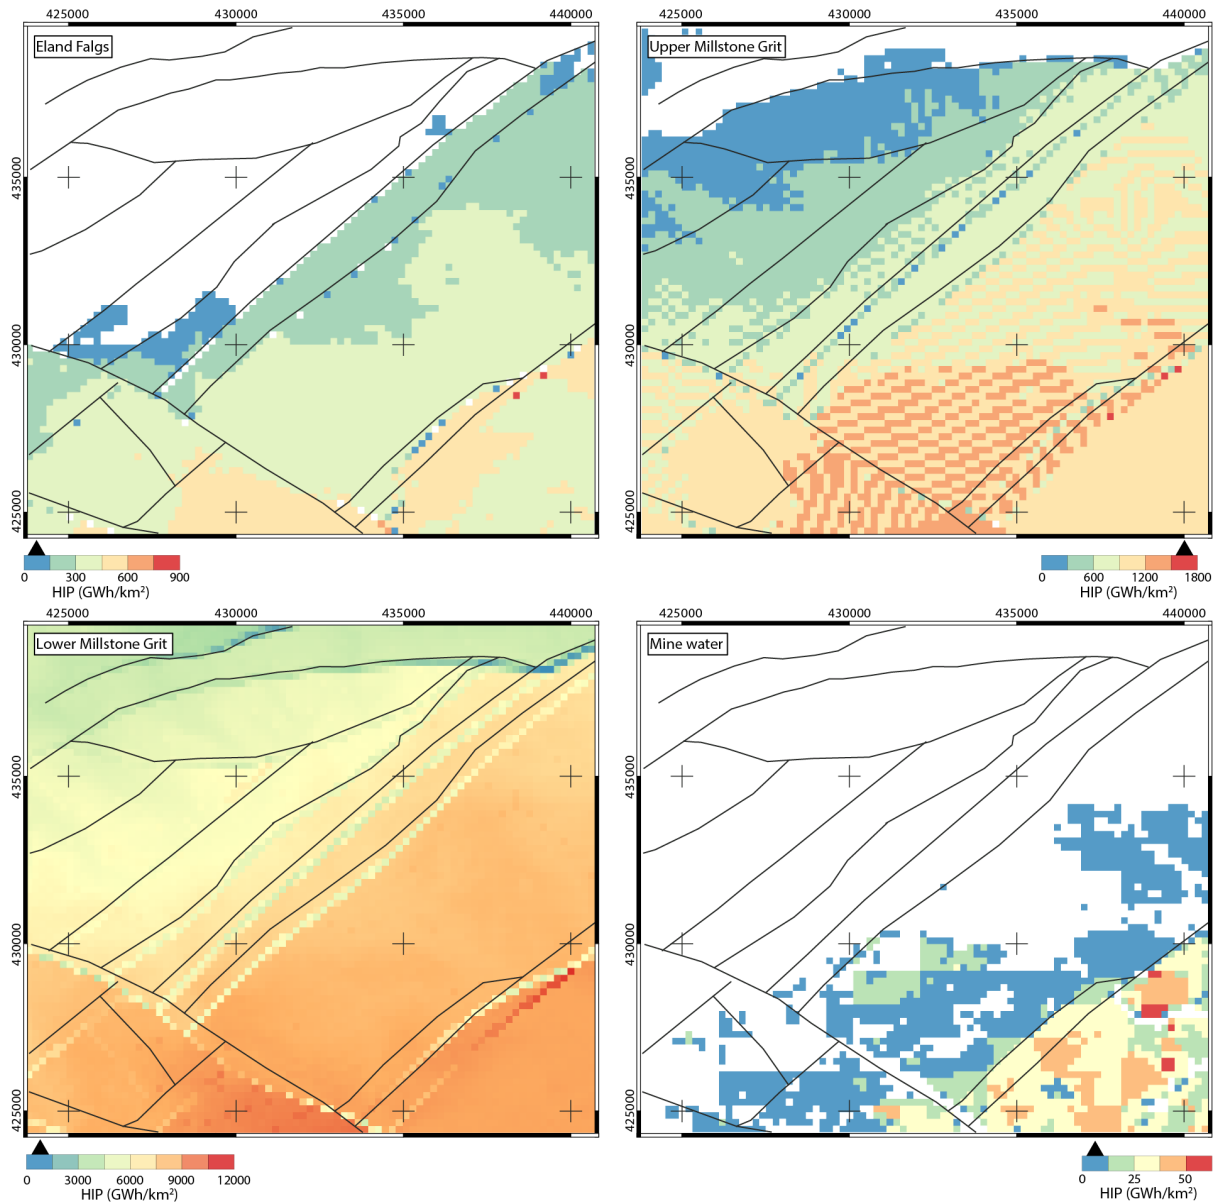 425000 430000 435000 440000
425000 430000 435000 440000
Eland Falgs
Upper Millstone Grit
435000
430000
425000
435000
430000
425000
0 300 600 900
HIP (GWh/km²)
0 600 1200 1800
HIP (GWh/km²)
425000 430000 435000 440000
425000 430000 435000 440000
Lower Millstone Grit
Mine water
435000
430000
425000
435000
430000
425000
0 3000 6000 9000 12000
HIP (GWh/km²)
0 25 50
HIP (GWh/km²)